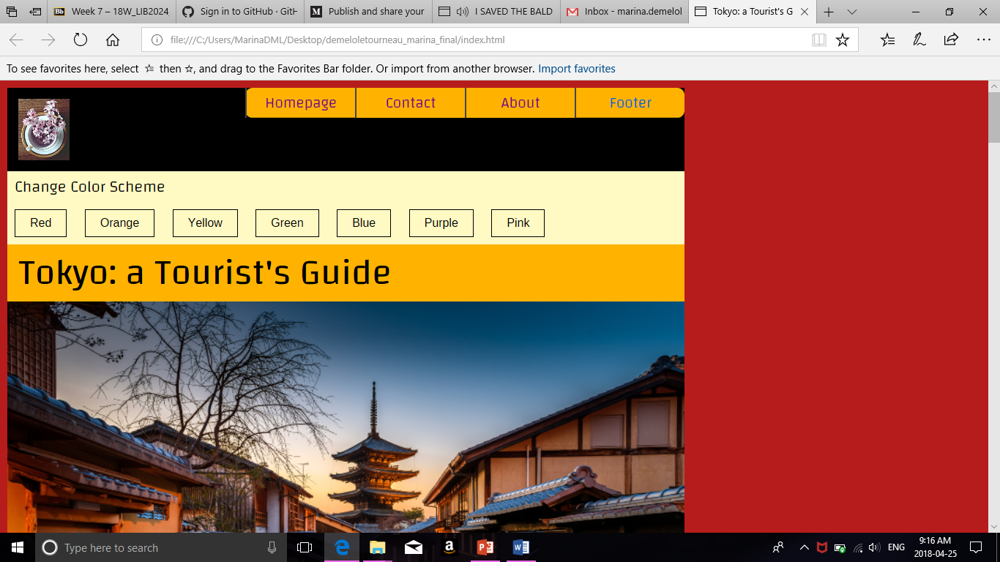 Bb Week 7 – 18W_LIB2024
Sign in to GitHub · GitH
M Publish and share your
I SAVED THE BALD
Inbox - marina.demelol
Tokyo: a Tourist's G
file:///C:/Users/MarinaDML/Desktop/demeloletourneau_marina_final/index.html
To see favorites here, select then ☆, and drag to the Favorites Bar folder. Or import from another browser. Import favorites
Homepage Contact About Footer
Change Color Scheme
Red Orange Yellow Green Blue Purple Pink
Tokyo: a Tourist's Guide
Type here to search
ENG
9:16 AM
2018-04-25